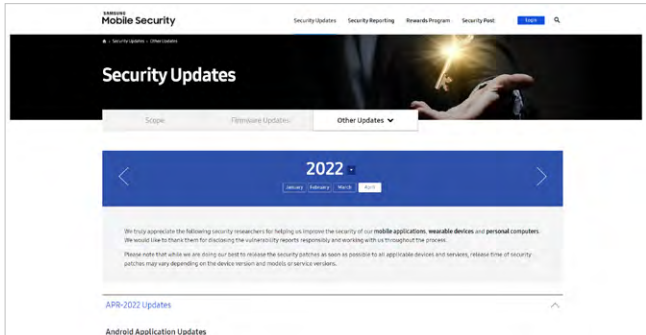 SAMSUNG
Mobile Security
Security Updates Security Reporting Rewards Program Security Post Login
Security Updates Other Updates
Security Updates
Scope Firmware Updates Other Updates
2022
January February March April
We truly appreciate the following security researchers for helping us improve the security of our mobile applications, wearable devices and personal computers.
We would like to thank them for disclosing the vulnerability reports responsibly and working with us throughout the process.
Please note that while we are doing our best to release the security patches as soon as possible to all applicable devices and services, release time of security
patches may vary depending on the device version and models or service versions.
APR-2022 Updates
Android Application Updates